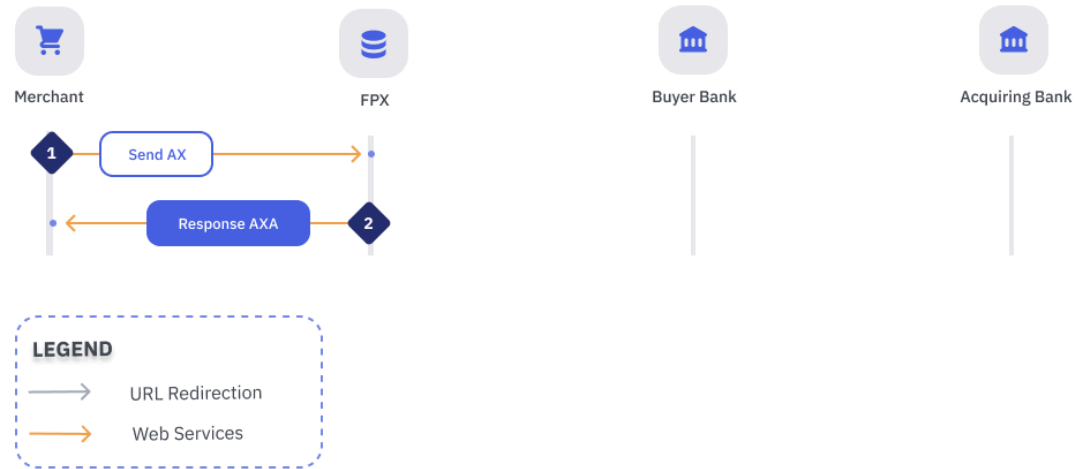 Merchant
FPX
Buyer Bank
Acquiring Bank
1
Send AX
Response AXA
2
LEGEND
URL Redirection
Web Services